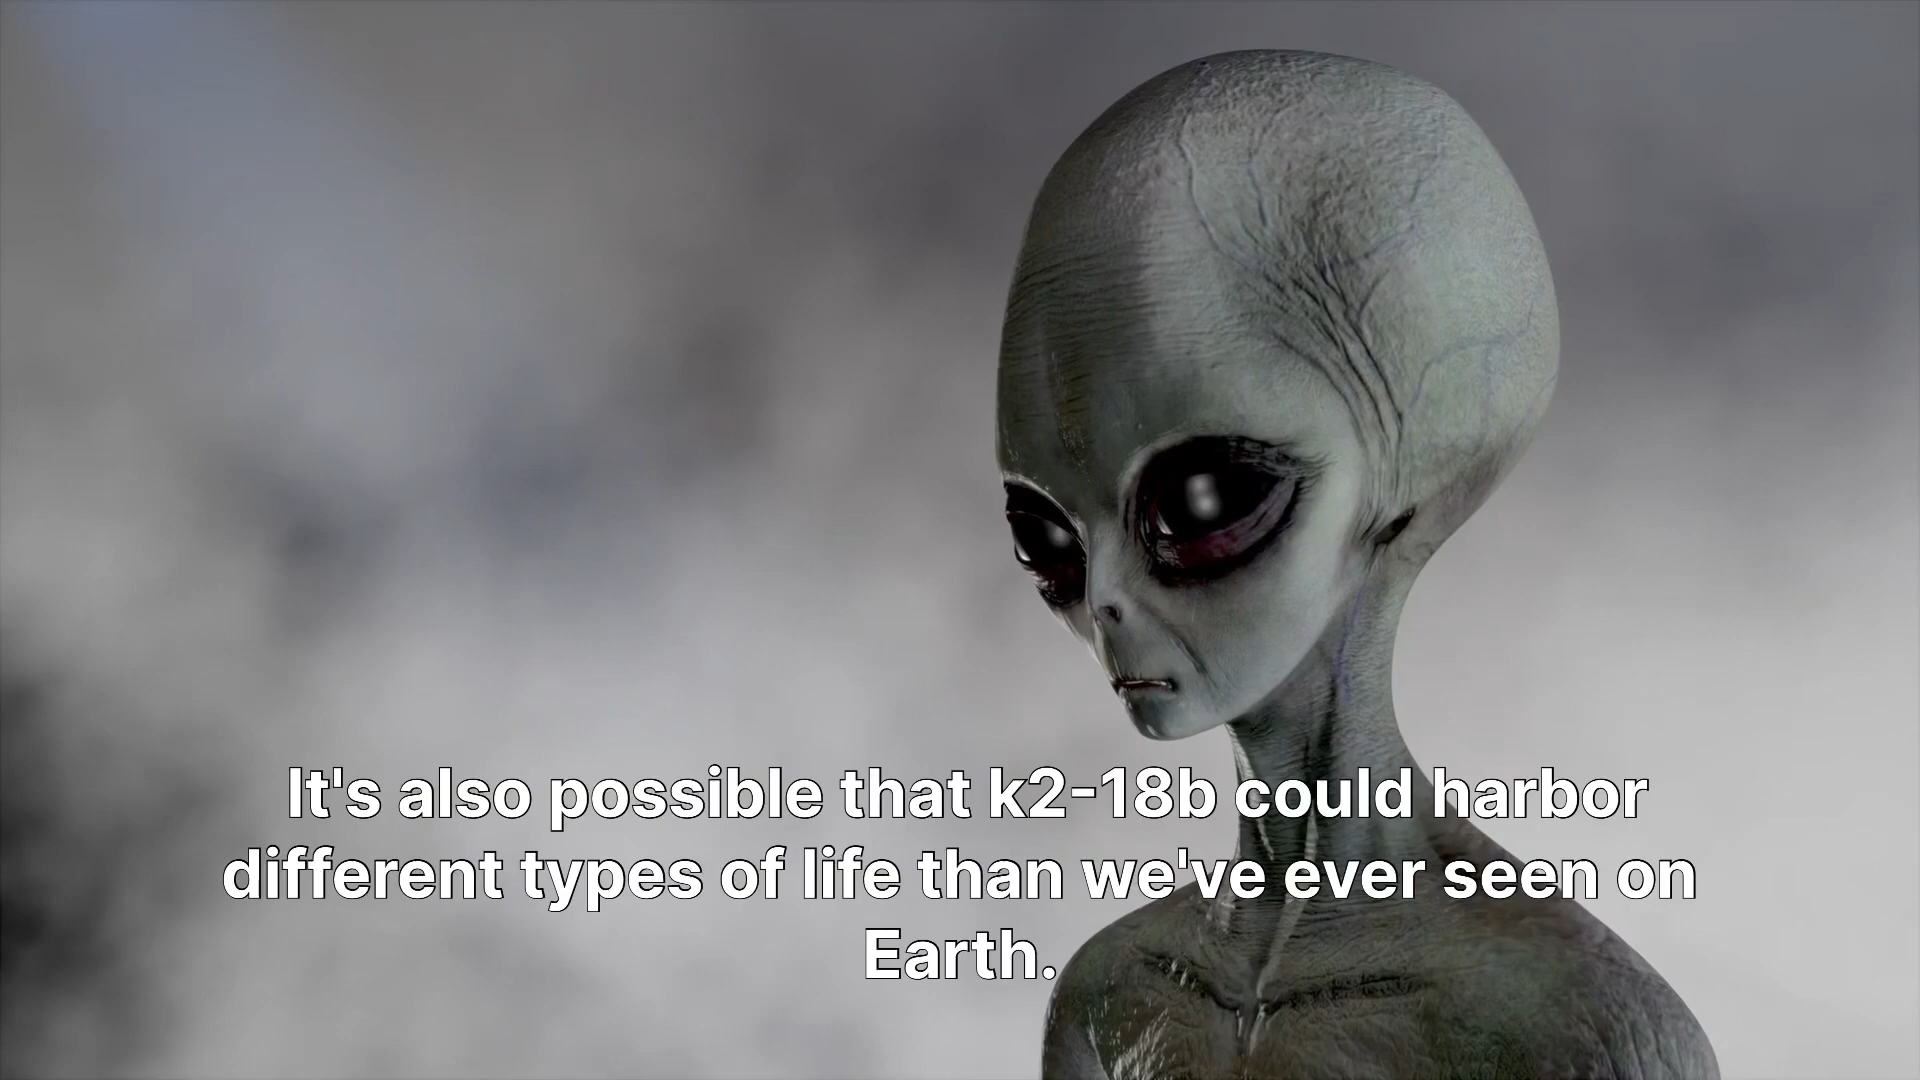 It's also possible that k2-18b could harbor
different types of life than we've ever seen on
Earth.